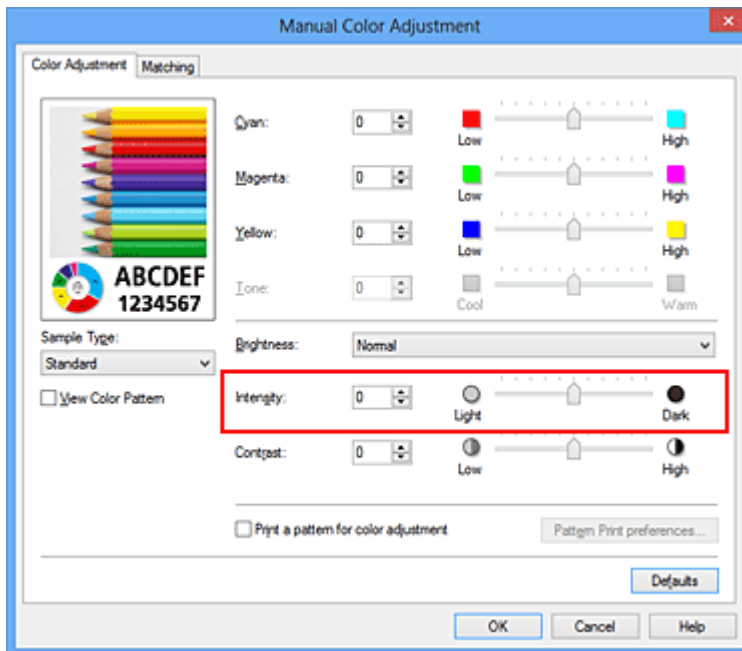 Manual Color Adjustment
Color Adjustment Matching
ABCDEF
1234567
Sample Type:
Standard
View Color Pattern
Cyan: 0 Low High
Magenta: 0 Low High
Yellow: 0 Low High
Tone: 0 Cool Warm
Brightness: Normal
Intensity: 0 Light Dark
Contrast: 0 Low High
Print a pattern for color adjustment Pattern Print preferences...
Defaults
OK Cancel Help